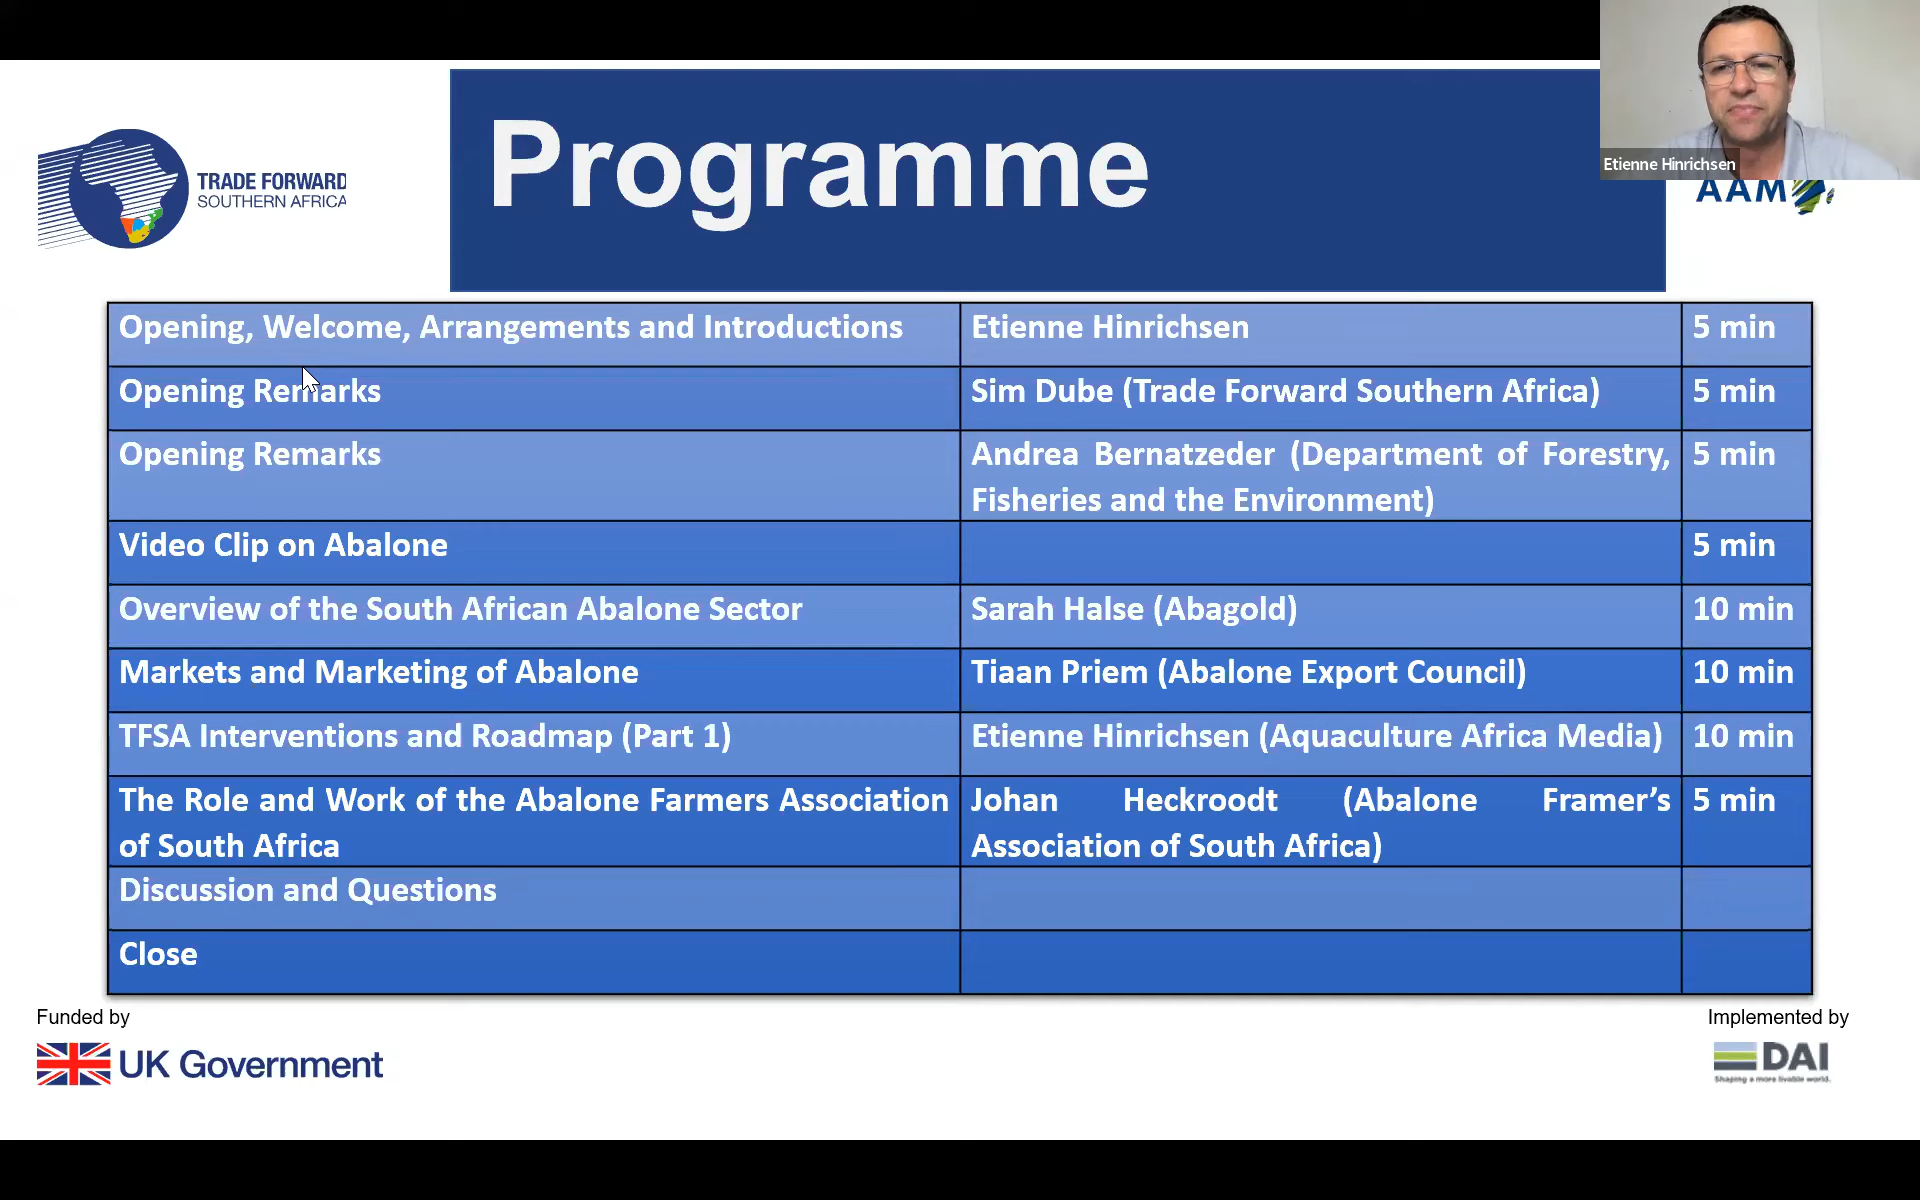 Programme
Etienne Hinrichsen
TRADE FORWARD
SOUTHERN AFRICA
AAM
Opening, Welcome, Arrangements and Introductions
Etienne Hinrichsen
5 min
Opening Remarks
Sim Dube (Trade Forward Southern Africa)
5 min
Opening Remarks
Andrea Bernatzeder (Department of Forestry,
Fisheries and the Environment)
5 min
Video Clip on Abalone
5 min
Overview of the South African Abalone Sector
Sarah Halse (Abagold)
10 min
Markets and Marketing of Abalone
Tiaan Priem (Abalone Export Council)
10 min
TFSA Interventions and Roadmap (Part 1)
Etienne Hinrichsen (Aquaculture Africa Media)
10 min
The Role and Work of the Abalone Farmers Association
of South Africa
Johan Heckroodt (Abalone Framer’s
Association of South Africa)
5 min
Discussion and Questions
Close
Funded by
UK Government
Implemented by
DAI
Shaping a more livable world.